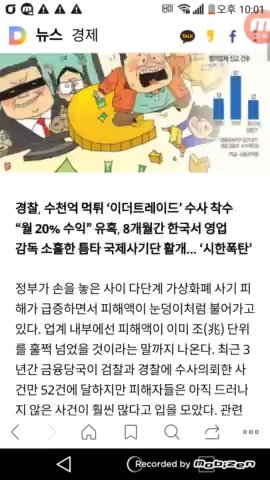 오후 10:01
뉴스 경제
TALK
경찰, 수천억 먹튀 ‘이더트레이드’ 수사 착수
“월 20% 수익” 유혹, 8개월간 한국서 영업
감독 소홀한 틈타 국제사기단 활개… ‘시한폭탄’
정부가 손을 놓은 사이 다단계 가상화폐 사기 피
해가 급증하면서 피해액이 눈덩이처럼 불어나고
있다. 업계 내부에선 피해액이 이미 조(兆) 단위
를 훌쩍 넘었을 것이라는 말까지 나온다. 최근 3
년간 금융당국이 검찰과 경찰에 수사의뢰한 사
건만 52건에 달하지만 피해자들은 아직 드러나
지 않은 사건이 훨씬 많다고 입을 모았다. 관련
Recorded by Mobizen